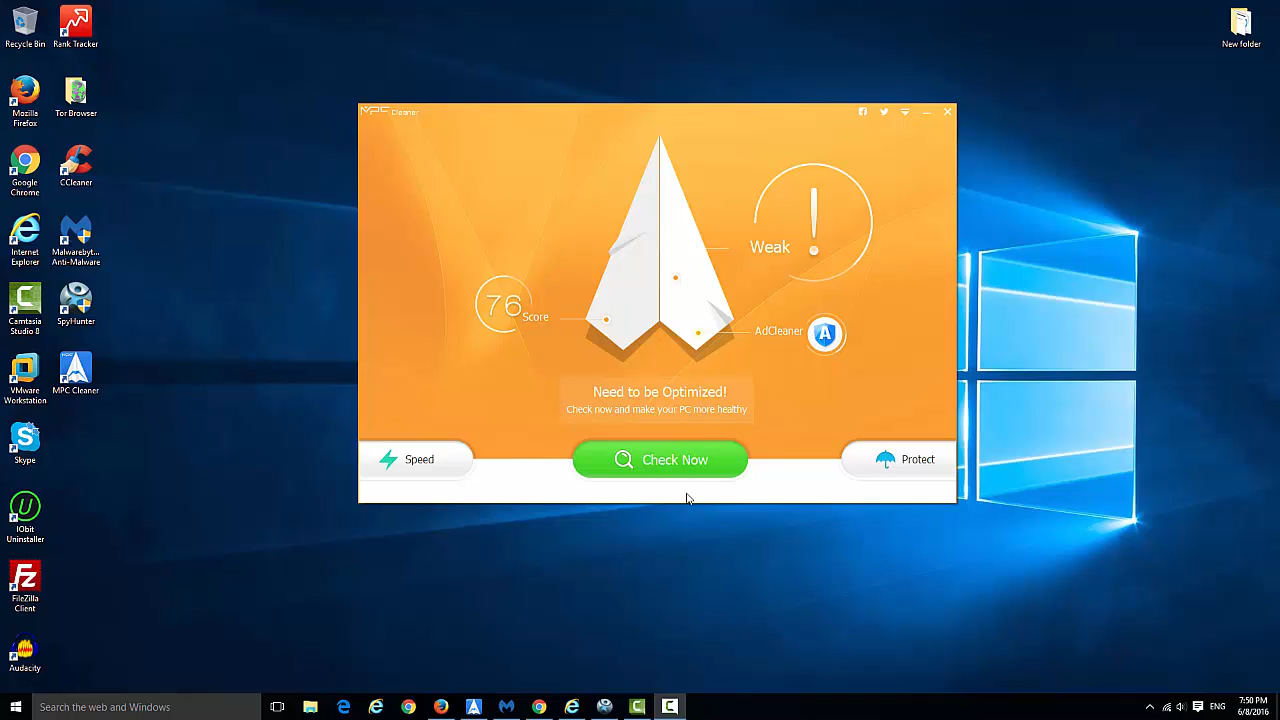 Recycle Bin
Rank Tracker
New folder
Mozilla
Firefox
Tor Browser
Google
Chrome
CCleaner
Internet
Explorer
Malwarebyt...
Anti-Malware
Camtasia
Studio 8
SpyHunter
VMware
Workstation
MPC Cleaner
Skype
IObit
Uninstaller
FileZilla
Client
Audacity
MPC Cleaner
Weak
76
Score
AdCleaner
Need to be Optimized!
Check now and make your PC more healthy
Speed
Check Now
Protect
Search the web and Windows
ENG
7:50 PM
6/8/2016